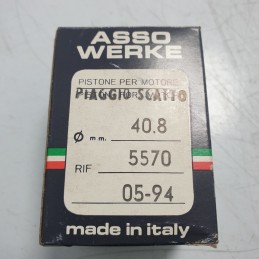 ASSO
WERKE
PISTONE PER MOTORE
PIAGGIO SCATTO
Ø mm. 40.8
RIF 5570
05-94
made in italy